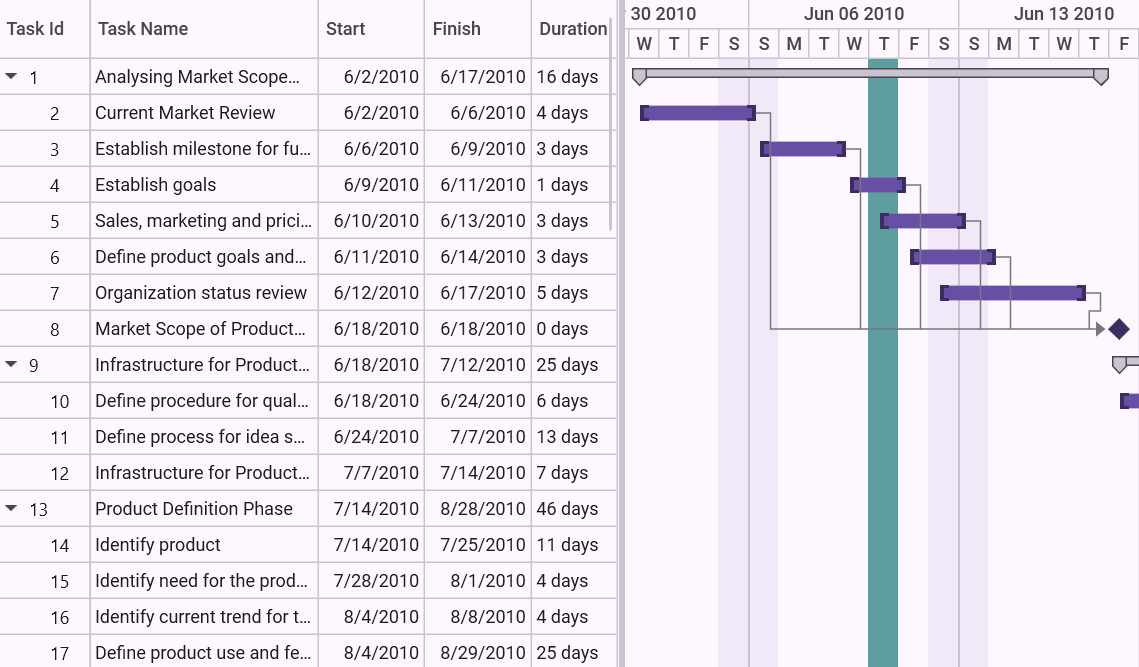 Task Id Task Name Start Finish Duration 30 2010 Jun 06 2010 Jun 13 2010
W T F S S M T W T F S S M T W T F
1 Analysing Market Scope... 6/2/2010 6/17/2010 16 days
2 Current Market Review 6/2/2010 6/6/2010 4 days
3 Establish milestone for fu... 6/6/2010 6/9/2010 3 days
4 Establish goals 6/9/2010 6/11/2010 1 days
5 Sales, marketing and prici... 6/10/2010 6/13/2010 3 days
6 Define product goals and... 6/11/2010 6/14/2010 3 days
7 Organization status review 6/12/2010 6/17/2010 5 days
8 Market Scope of Product... 6/18/2010 6/18/2010 0 days
9 Infrastructure for Product... 6/18/2010 7/12/2010 25 days
10 Define procedure for qual... 6/18/2010 6/24/2010 6 days
11 Define process for idea s... 6/24/2010 7/7/2010 13 days
12 Infrastructure for Product... 7/7/2010 7/14/2010 7 days
13 Product Definition Phase 7/14/2010 8/28/2010 46 days
14 Identify product 7/14/2010 7/25/2010 11 days
15 Identify need for the prod... 7/28/2010 8/1/2010 4 days
16 Identify current trend for t... 8/4/2010 8/8/2010 4 days
17 Define product use and fe... 8/4/2010 8/29/2010 25 days